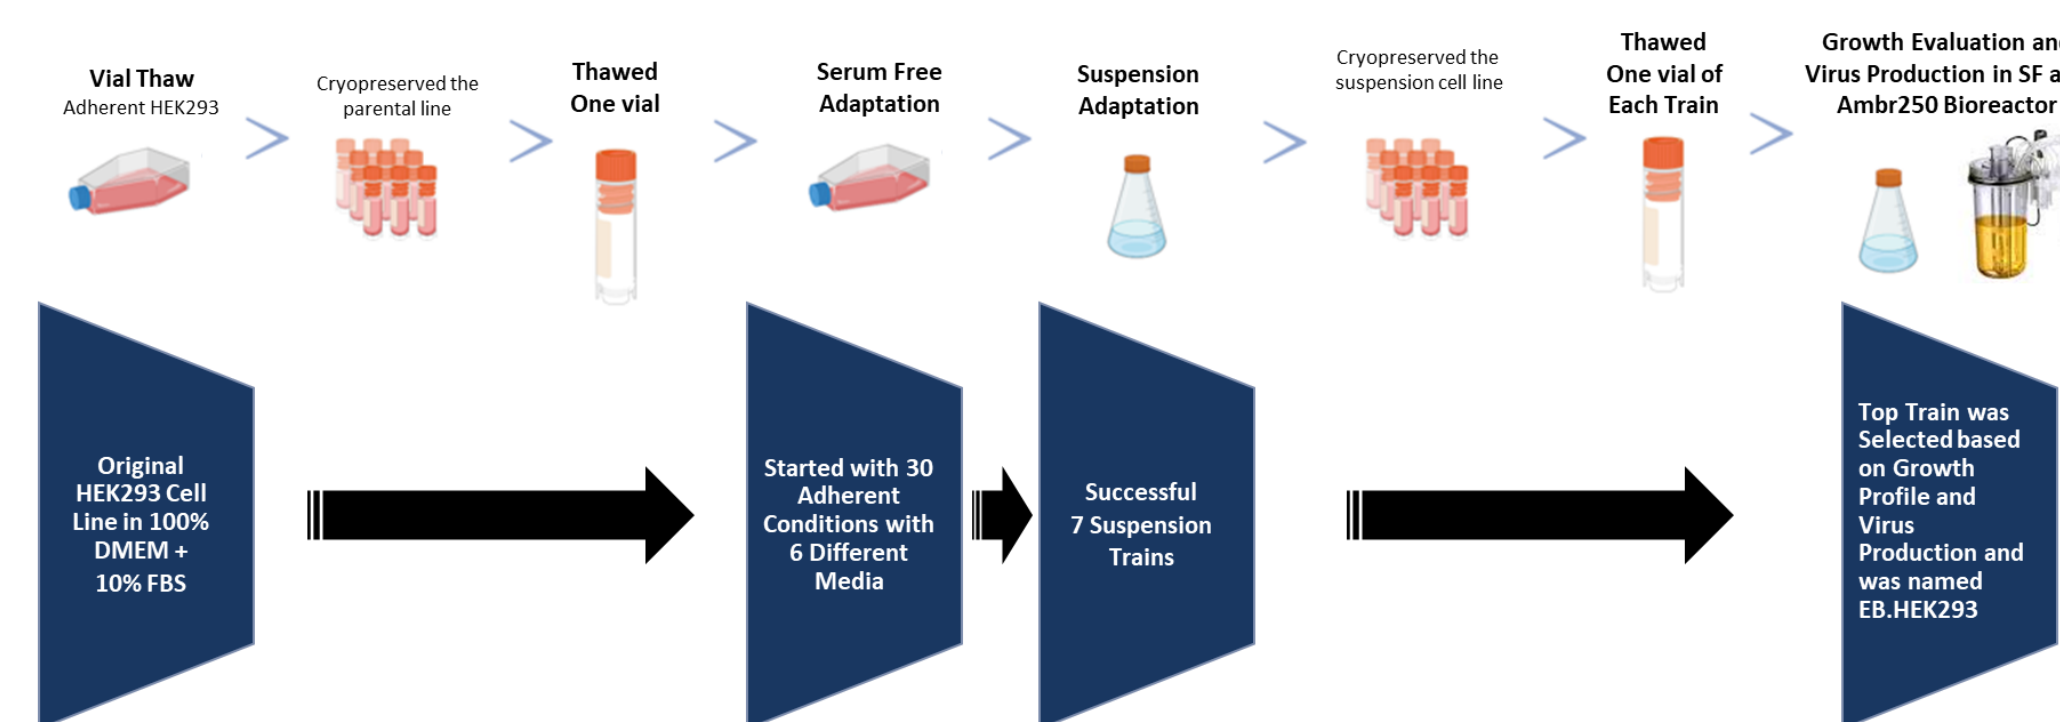 Vial Thaw
Adherent HEK293
Cryopreserved the
parental line
Thawed
One vial
Serum Free
Adaptation
Suspension
Adaptation
Cryopreserved the
suspension cell line
Thawed
One vial of
Each Train
Growth Evaluation an
Virus Production in SF a
Ambr250 Bioreactor
Original
HEK293 Cell
Line in 100%
DMEM +
10% FBS
Started with 30
Adherent
Conditions with
6 Different
Media
Successful
7 Suspension
Trains
Top Train was
Selected based
on Growth
Profile and
Virus
Production and
was named
EB.HEK293